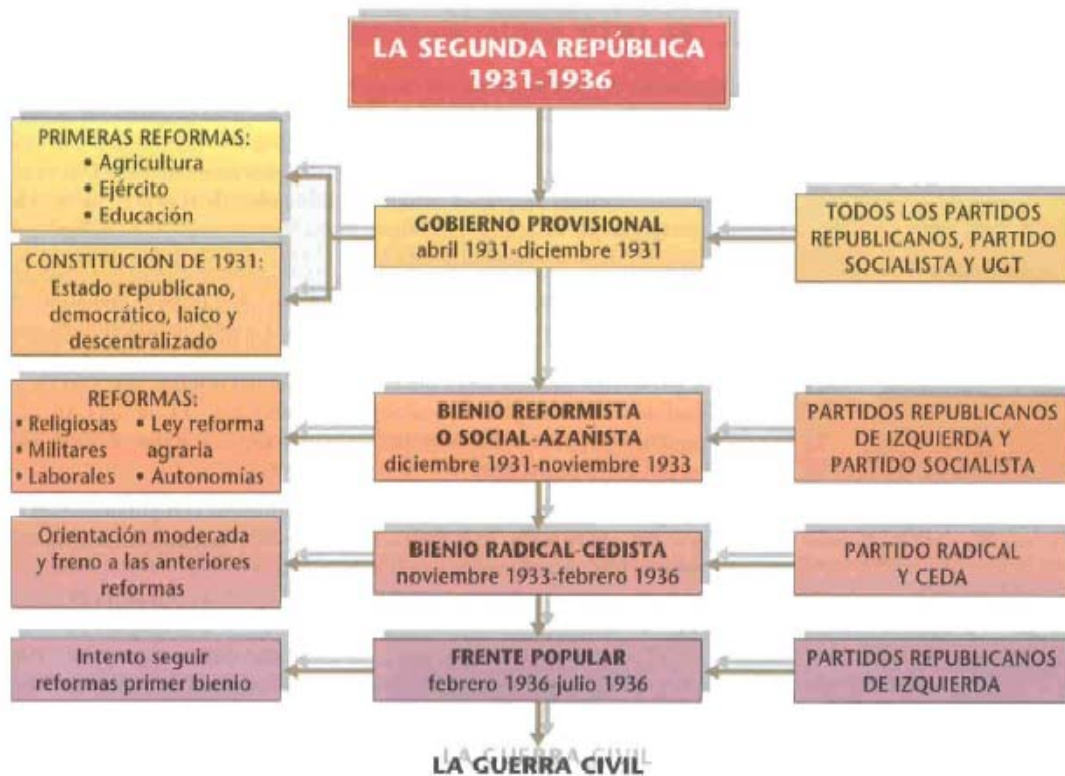 LA SEGUNDA REPÚBLICA
1931-1936
PRIMERAS REFORMAS:
• Agricultura
• Ejército
• Educación
GOBIERNO PROVISIONAL
abril 1931-diciembre 1931
TODOS LOS PARTIDOS
REPUBLICANOS, PARTIDO
SOCIALISTA Y UGT
CONSTITUCIÓN DE 1931:
Estado republicano,
democrático, laico y
descentralizado
REFORMAS:
• Religiosas • Ley reforma
• Militares agraria
• Laborales • Autonomías
BIENIO REFORMISTA
O SOCIAL-AZAÑISTA
diciembre 1931-noviembre 1933
PARTIDOS REPUBLICANOS
DE IZQUIERDA Y
PARTIDO SOCIALISTA
Orientación moderada
y freno a las anteriores
reformas
BIENIO RADICAL-CEDISTA
noviembre 1933-febrero 1936
PARTIDO RADICAL
Y CEDA
Intento seguir
reformas primer bienio
FRENTE POPULAR
febrero 1936-julio 1936
PARTIDOS REPUBLICANOS
DE IZQUIERDA
LA GUERRA CIVIL